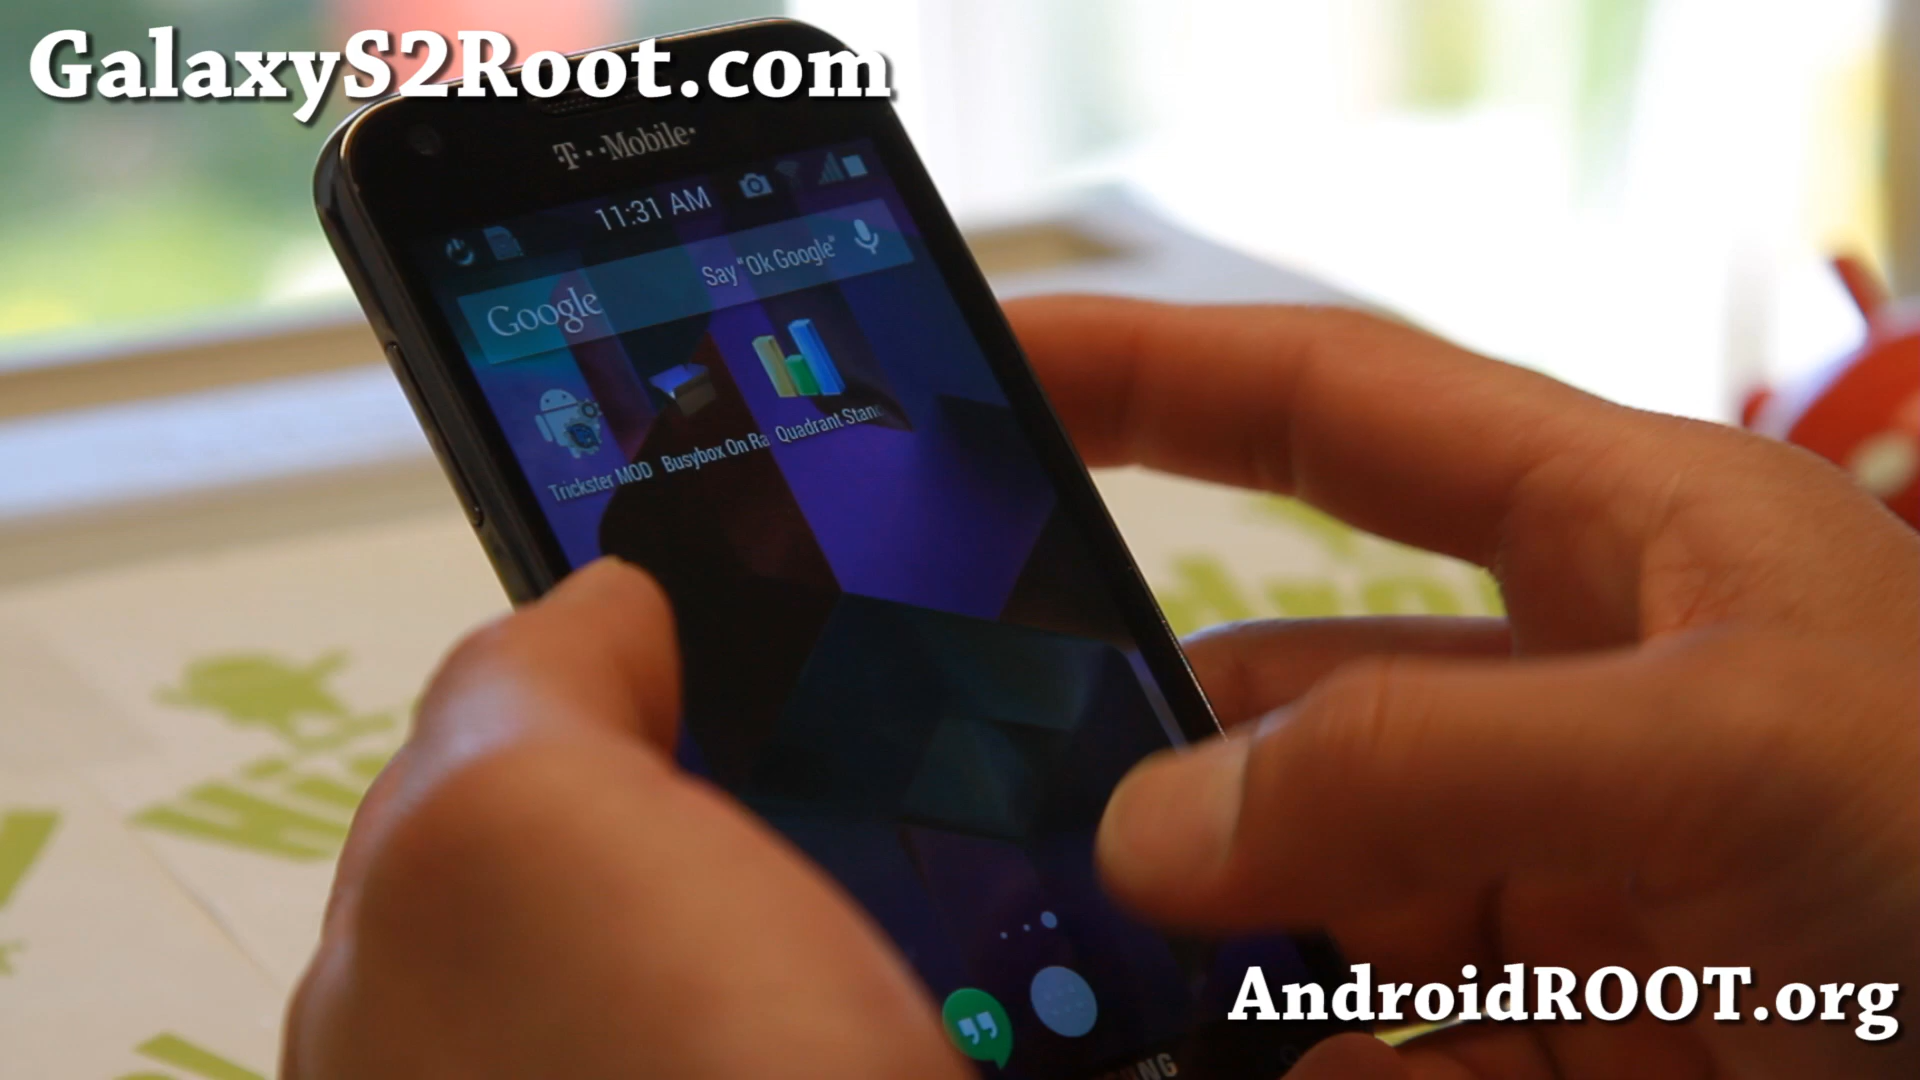 GalaxyS2Root.com
T··Mobile·
11:31 AM
Google
Say "Ok Google"
Trickster MOD
Busybox On Ra
Quadrant Stan
AndroidROOT.org